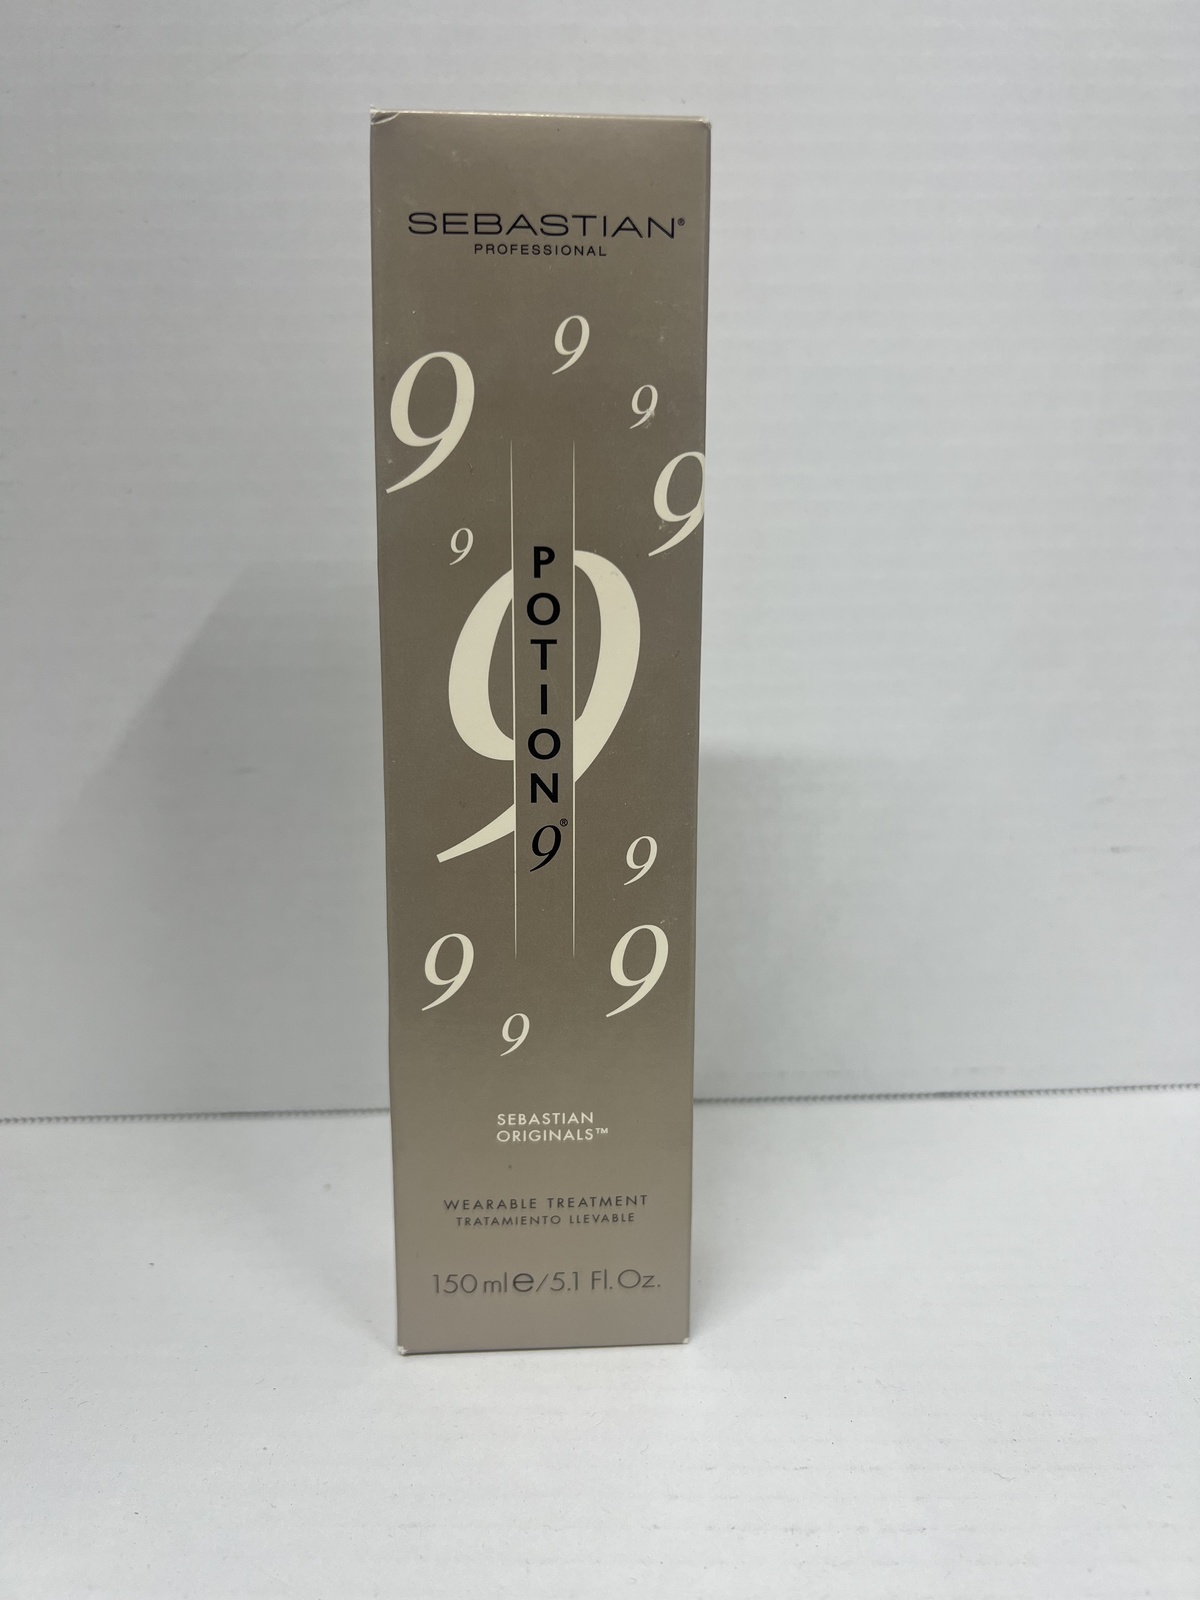 SEBASTIAN®
PROFESSIONAL
9
9
9
9
9
9
POTION 9®
9
9
9
9
SEBASTIAN
ORIGINALS™
WEARABLE TREATMENT
TRATAMIENTO LLEVABLE
150 ml e/5.1 Fl. Oz.